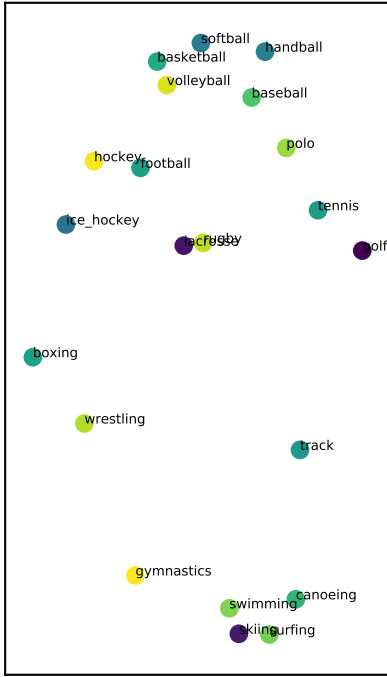 softball
handball
basketball
volleyball
baseball
polo
hockey
football
tennis
ice_hockey
rugby
lacrosse
golf
boxing
wrestling
track
gymnastics
canoeing
swimming
skiing
surfing